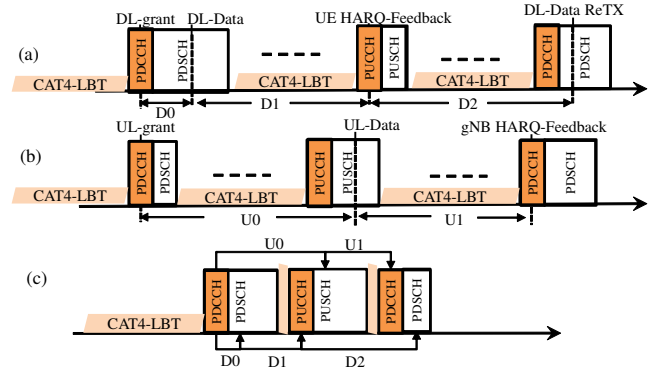 DL-grant DL-Data UE HARQ-Feedback DL-Data ReTX
(a) PDCCH PDSCH PUCCH PUSCH PDCCH PDSCH
CAT4-LBT CAT4-LBT CAT4-LBT
D0 D1 D2
UL-grant UL-Data gNB HARQ-Feedback
(b) PDCCH PDSCH PUCCH PUSCH PDCCH PDSCH
CAT4-LBT CAT4-LBT CAT4-LBT
U0 U1
U0 U1
(c) PDCCH PDSCH PUCCH PUSCH PDCCH PDSCH
CAT4-LBT
D0 D1 D2